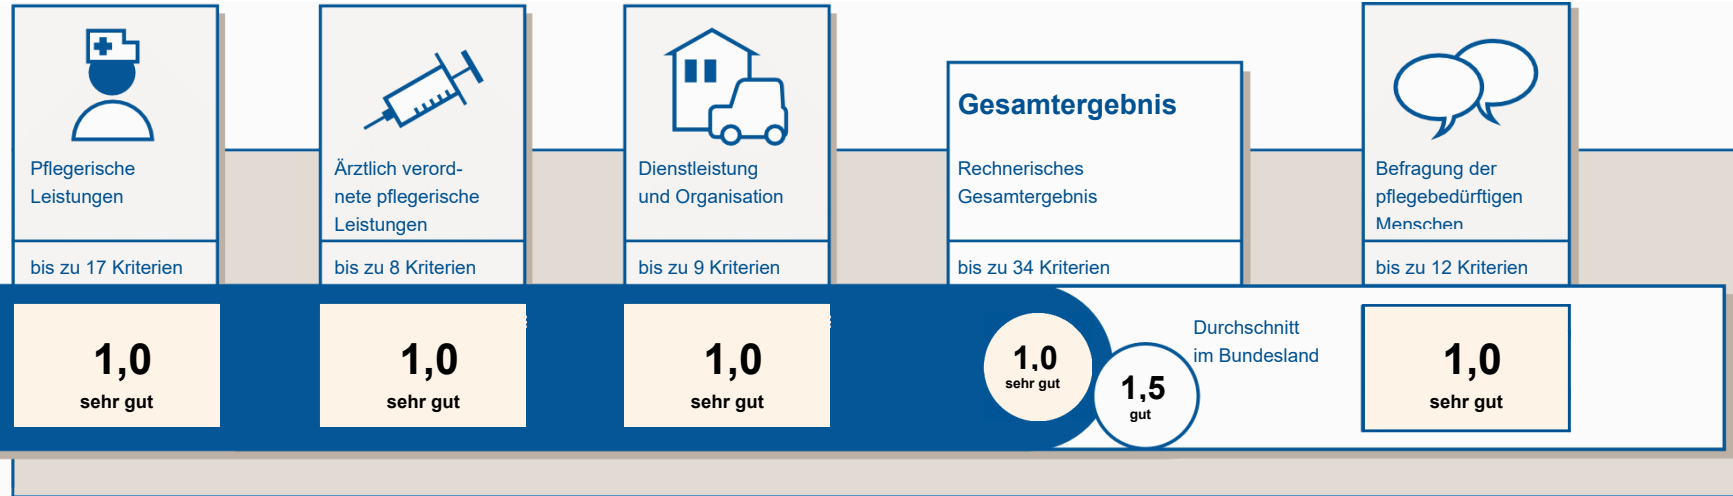 Pflegerische
Leistungen
bis zu 17 Kriterien
1,0
sehr gut
Ärztlich verord-
nete pflegerische
Leistungen
bis zu 8 Kriterien
1,0
sehr gut
Dienstleistung
und Organisation
bis zu 9 Kriterien
1,0
sehr gut
Gesamtergebnis
Rechnerisches
Gesamtergebnis
bis zu 34 Kriterien
1,0
sehr gut
1,5
gut
Durchschnitt
im Bundesland
Befragung der
pflegebedürftigen
Menschen
bis zu 12 Kriterien
1,0
sehr gut